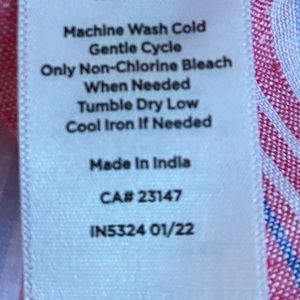 Machine Wash Cold
Gentle Cycle
Only Non-Chlorine Bleach
When Needed
Tumble Dry Low
Cool Iron If Needed
Made In India
CA# 23147
IN5324 01/22